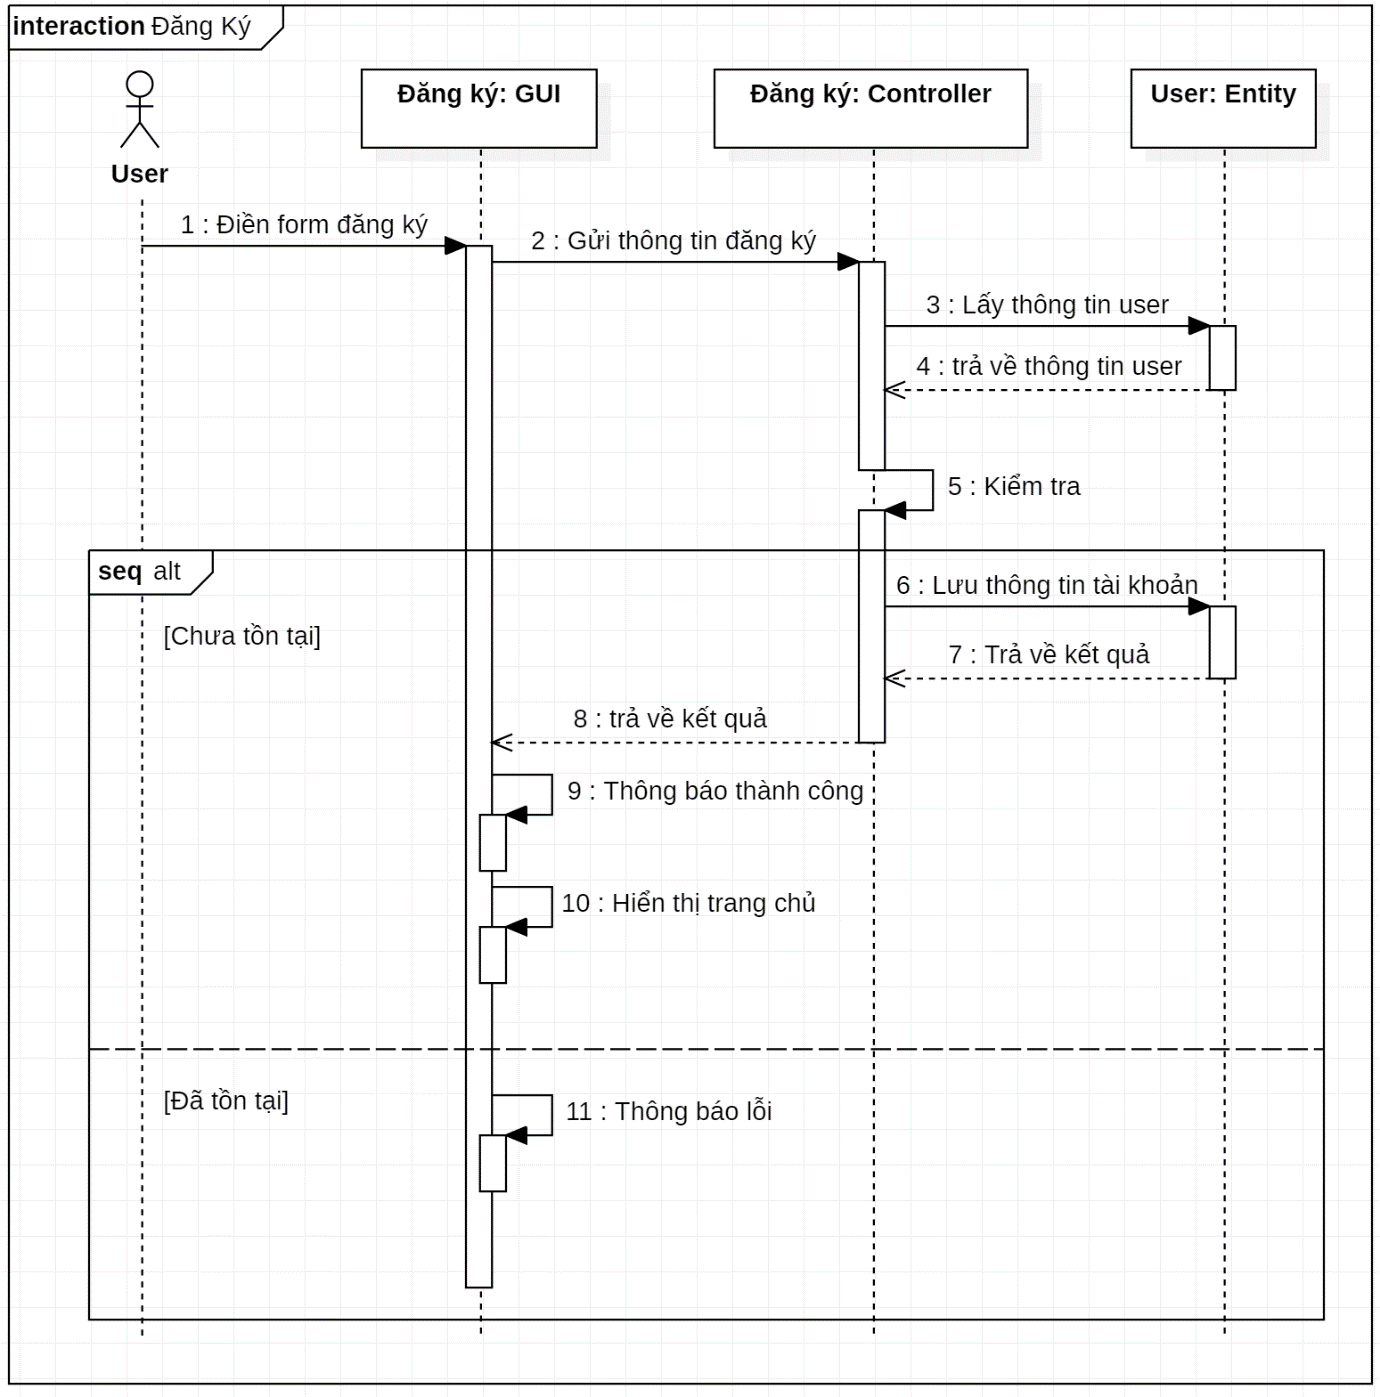 interaction Đăng Ký
Đăng ký: GUI
Đăng ký: Controller
User: Entity
User
1 : Điền form đăng ký
2 : Gửi thông tin đăng ký
3 : Lấy thông tin user
4 : trả về thông tin user
5 : Kiểm tra
seq alt
6 : Lưu thông tin tài khoản
[Chưa tồn tại]
7 : Trả về kết quả
8 : trả về kết quả
9 : Thông báo thành công
10 : Hiển thị trang chủ
[Đã tồn tại]
11 : Thông báo lỗi